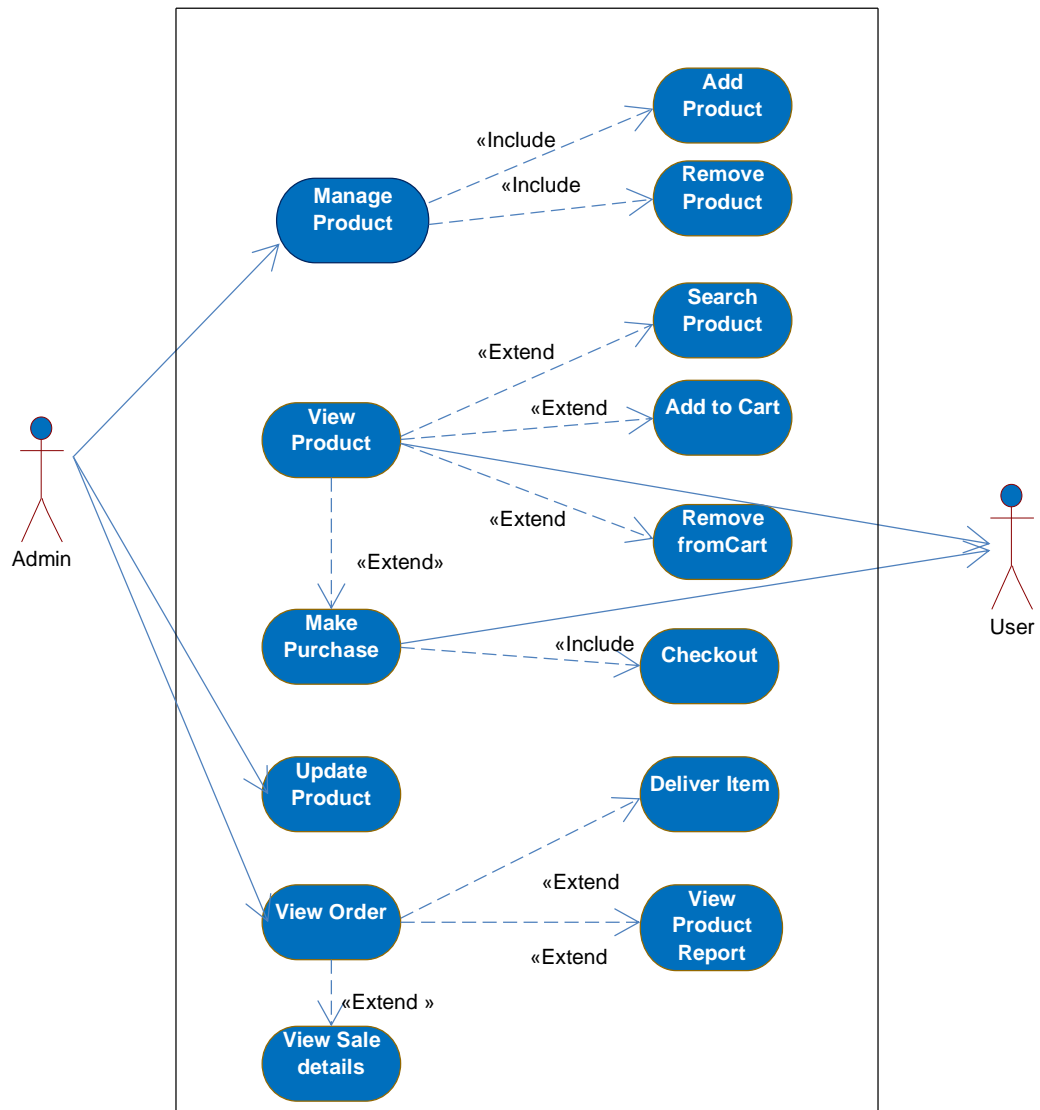 Add
Product
«Include
«Include
Remove
Product
Manage
Product
Search
Product
«Extend
«Extend
Add to Cart
View
Product
«Extend
Remove
fromCart
Admin
«Extend»
User
Make
Purchase
«Include
Checkout
Update
Product
Deliver Item
«Extend
View Order
View
Product
Report
«Extend
«Extend »
View Sale
details